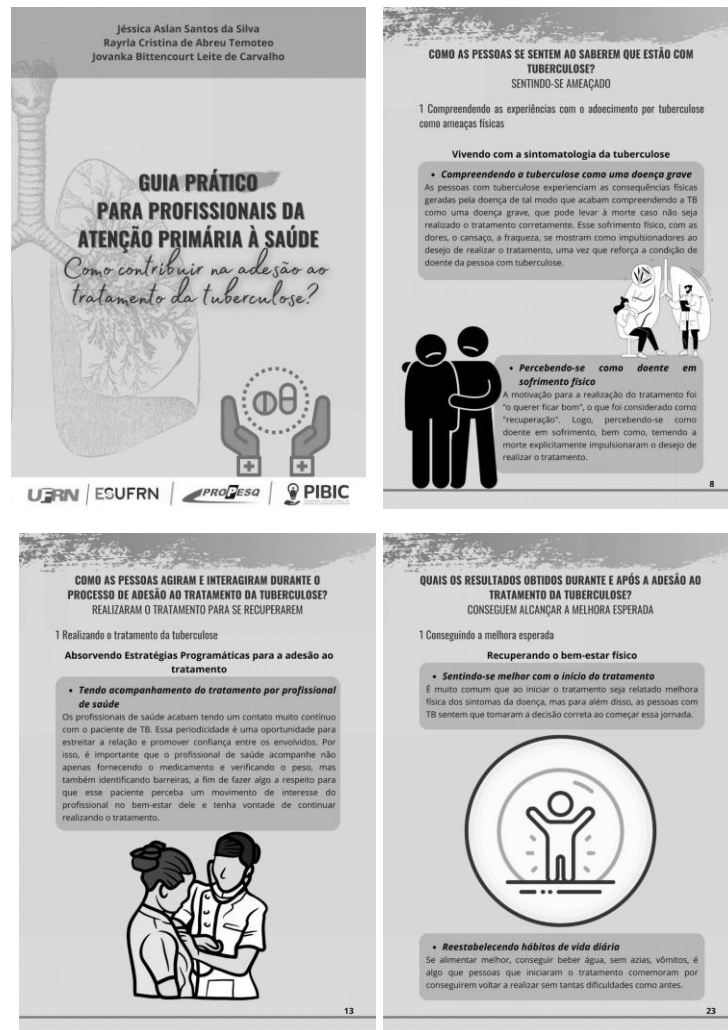 Jéssica Aslan Santos da Silva
Rayrla Cristina de Abreu Temoteo
Jovanka Bittencourt Leite de Carvalho
GUIA PRÁTICO
PARA PROFISSIONAIS DA
ATENÇÃO PRIMÁRIA À SAÚDE
Como contribuir na adesão ao
tratamento da tuberculose?
UFRN ESUFRN PROPESQ PIBIC
COMO AS PESSOAS SE SENTEM AO SABEREM QUE ESTÃO COM
TUBERCULOSE?
SENTINDO-SE AMEAÇADO
1 Compreendendo as experiências com o adoecimento por tuberculose
como ameaças físicas
Vivendo com a sintomatologia da tuberculose
• Compreendendo a tuberculose como uma doença grave
As pessoas com tuberculose experienciam as consequências físicas
geradas pela doença de tal modo que acabam compreendendo a TB
como uma doença grave, que pode levar à morte caso não seja
realizado o tratamento corretamente. Esse sofrimento físico, com as
dores, o cansaço, a fraqueza, se mostram como impulsionadores ao
desejo de realizar o tratamento, uma vez que reforça a condição de
doente da pessoa com tuberculose.
• Percebendo-se como doente em
sofrimento físico
A motivação para a realização do tratamento foi
"o querer ficar bom", o que foi considerado como
"recuperação". Logo, percebendo-se como
doente em sofrimento, bem como, temendo a
morte explicitamente impulsionaram o desejo de
realizar o tratamento.
8
COMO AS PESSOAS AGIRAM E INTERAGIRAM DURANTE O
PROCESSO DE ADESÃO AO TRATAMENTO DA TUBERCULOSE?
REALIZARAM O TRATAMENTO PARA SE RECUPERAREM
1 Realizando o tratamento da tuberculose
Absorvendo Estratégias Programáticas para a adesão ao
tratamento
• Tendo acompanhamento do tratamento por profissional
de saúde
Os profissionais de saúde acabam tendo um contato muito contínuo
com o paciente de TB. Essa periodicidade é uma oportunidade para
estreitar a relação e promover confiança entre os envolvidos. Por
isso, é importante que o profissional de saúde acompanhe não
apenas fornecendo o medicamento e verificando o peso, mas
também identificando barreiras, a fim de fazer algo a respeito para
que esse paciente perceba um movimento de interesse do
profissional no bem-estar dele e tenha vontade de continuar
realizando o tratamento.
13
QUAIS OS RESULTADOS OBTIDOS DURANTE E APÓS A ADESÃO AO
TRATAMENTO DA TUBERCULOSE?
CONSEGUEM ALCANÇAR A MELHORA ESPERADA
1 Conseguindo a melhora esperada
Recuperando o bem-estar físico
• Sentindo-se melhor com o início do tratamento
É muito comum que ao iniciar o tratamento seja relatado melhora
física dos sintomas da doença, mas para além disso, as pessoas com
TB sentem que tomaram a decisão correta ao começar essa jornada.
• Reestabelecendo hábitos de vida diária
Se alimentar melhor, conseguir beber água, sem azias, vômitos, é
algo que pessoas que iniciaram o tratamento comemoram por
conseguirem voltar a realizar sem tantas dificuldades como antes.
23